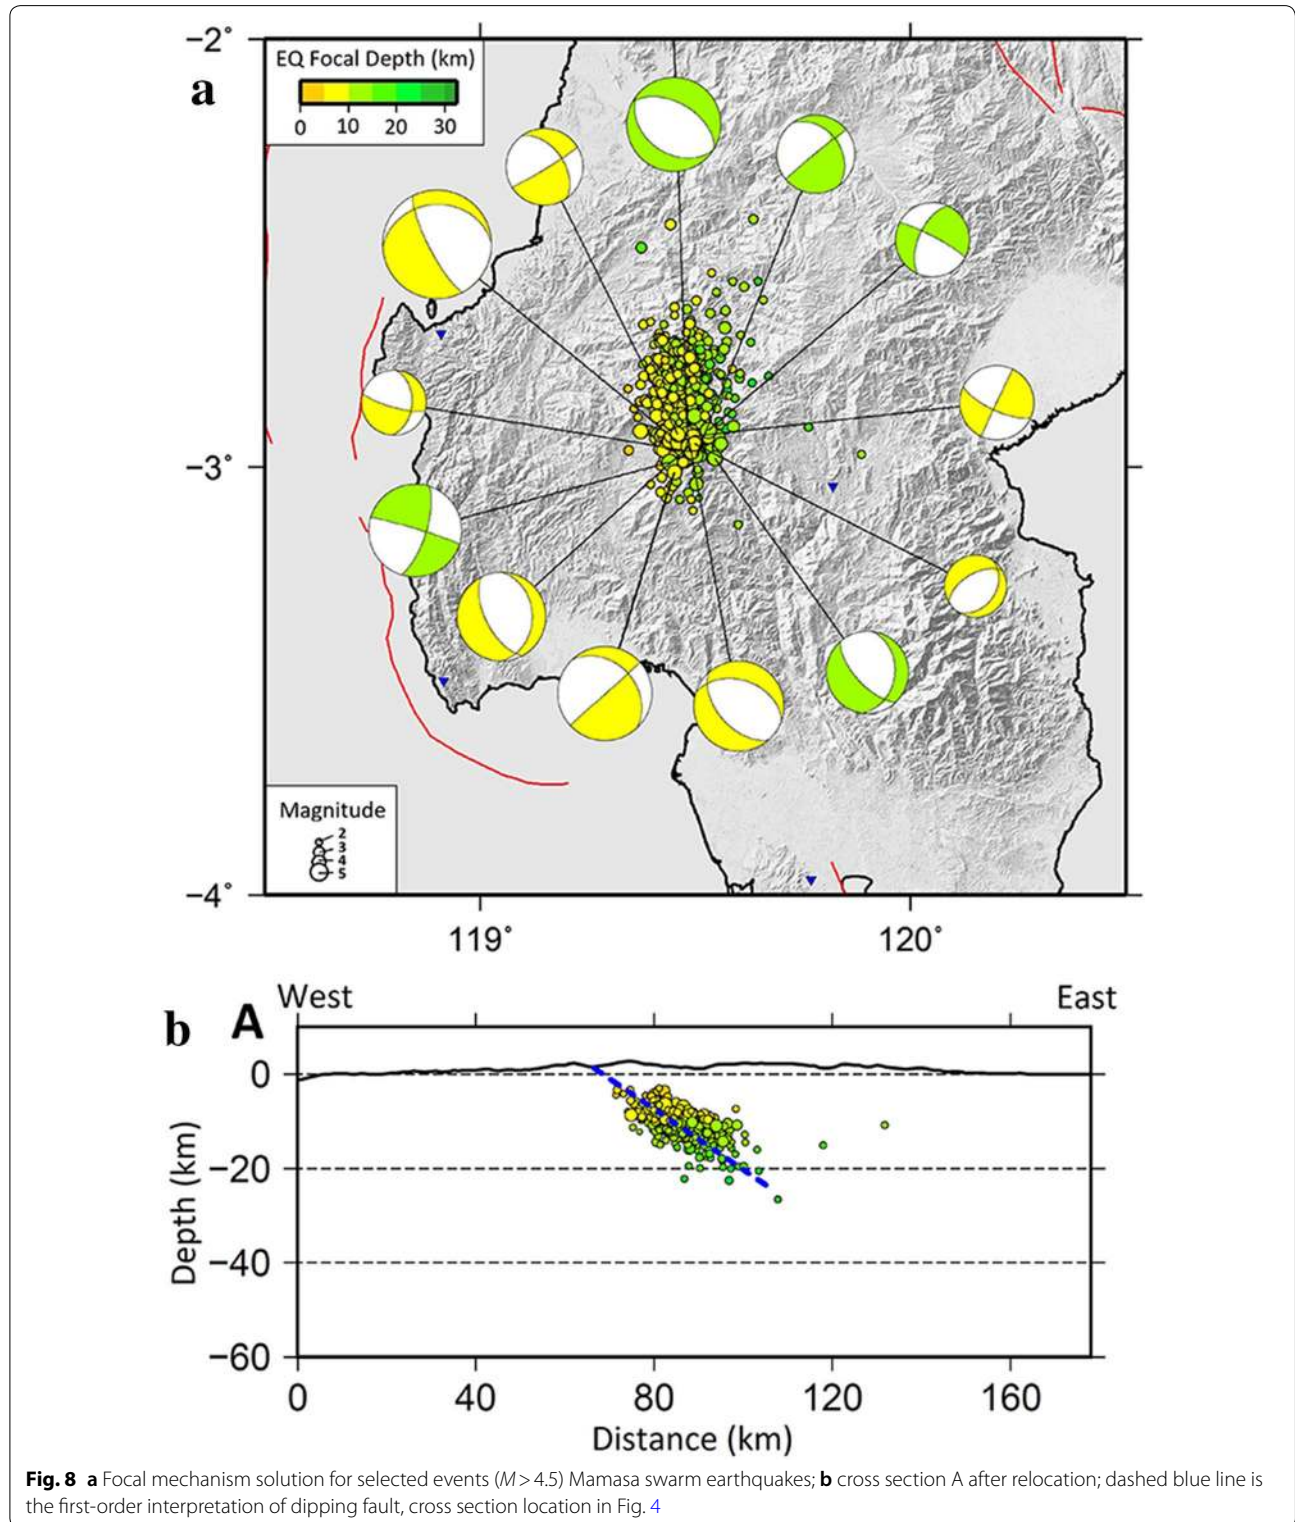 −2°
a
EQ Focal Depth (km)
0 10 20 30
−3°
Magnitude
2
3
4
5
−4°
119° 120°
West East
b A
0
−20
−40
−60
Depth (km)
0 40 80 120 160
Distance (km)
Fig. 8 a Focal mechanism solution for selected events (M > 4.5) Mamasa swarm earthquakes; b cross section A after relocation; dashed blue line is
the first-order interpretation of dipping fault, cross section location in Fig. 4